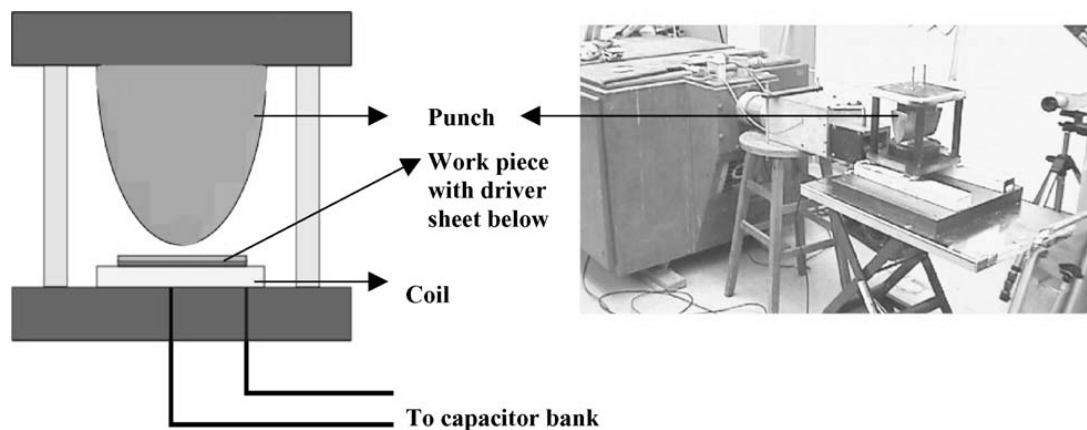 Punch
Work piece
with driver
sheet below
Coil
To capacitor bank